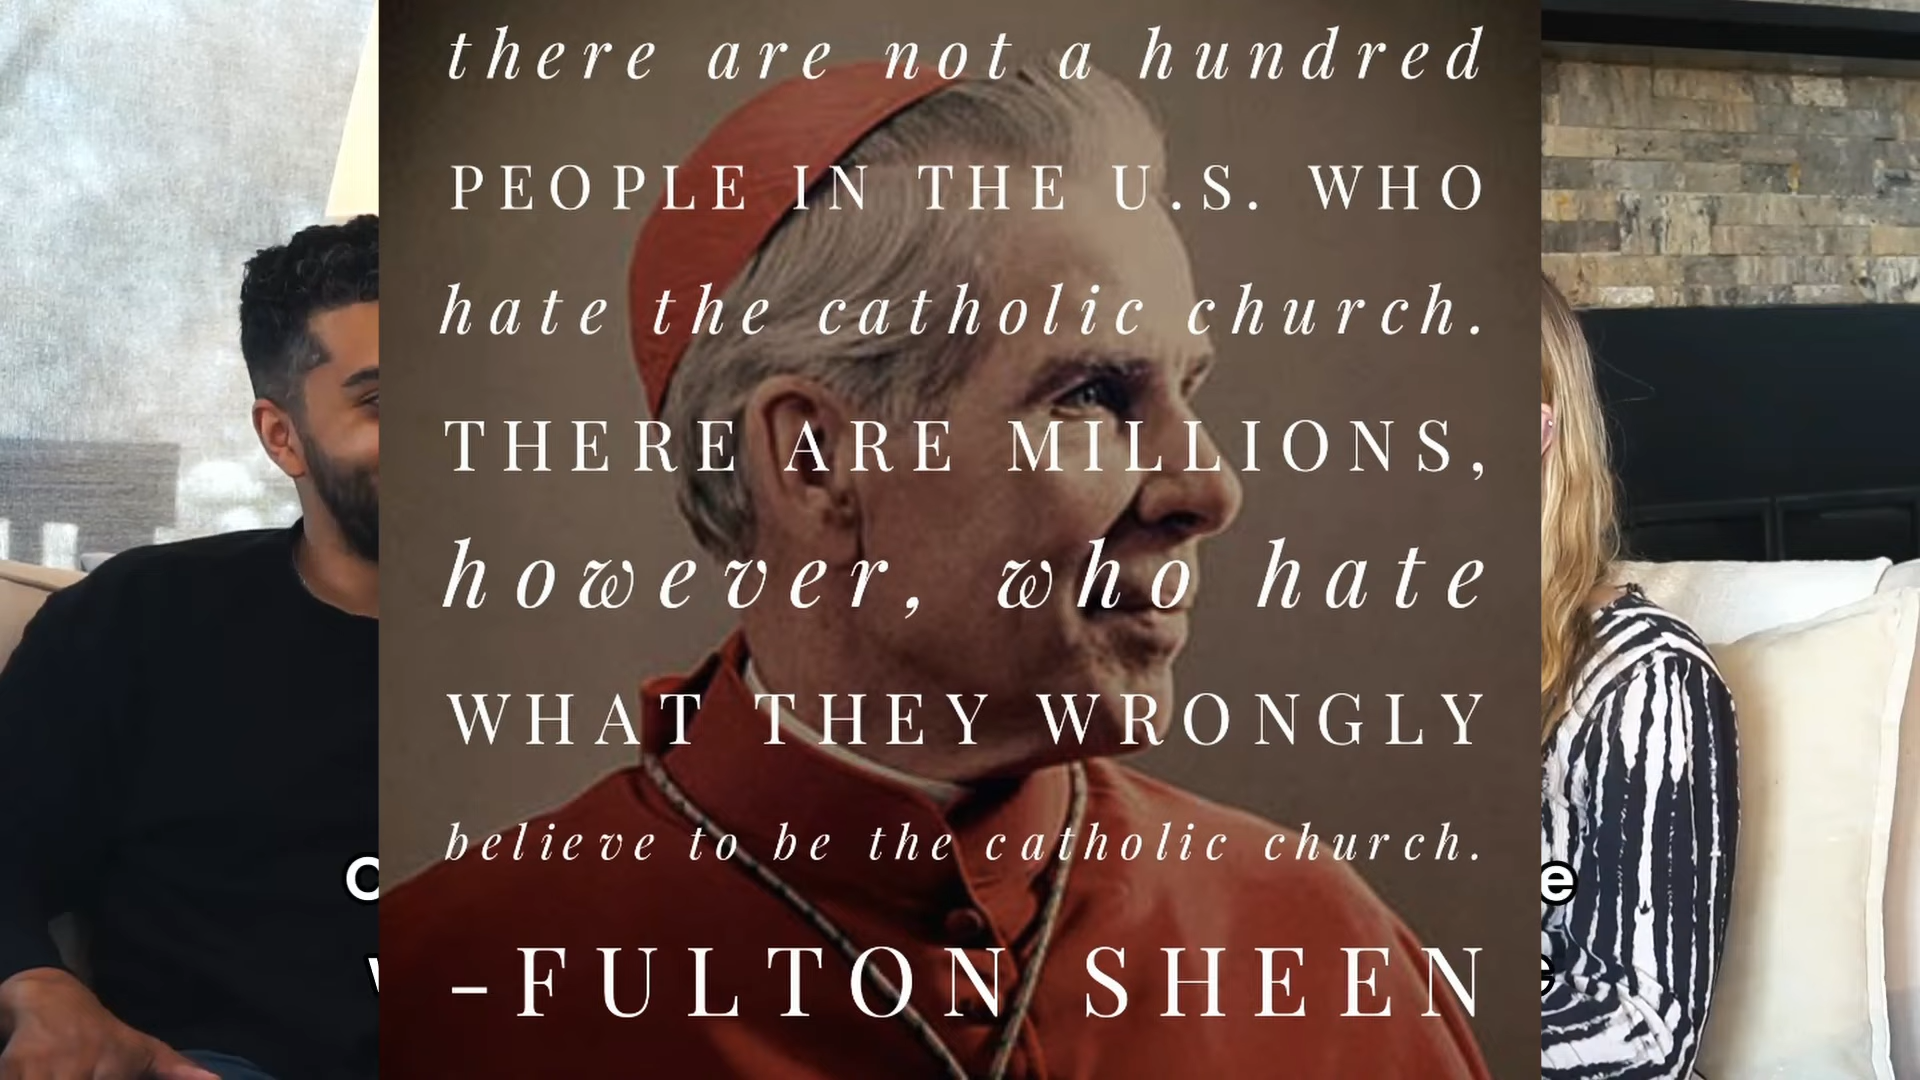 there are not a hundred
PEOPLE IN THE U.S. WHO
hate the catholic church.
THERE ARE MILLIONS,
however, who hate
WHAT THEY WRONGLY
believe to be the catholic church.
-FULTON SHEEN